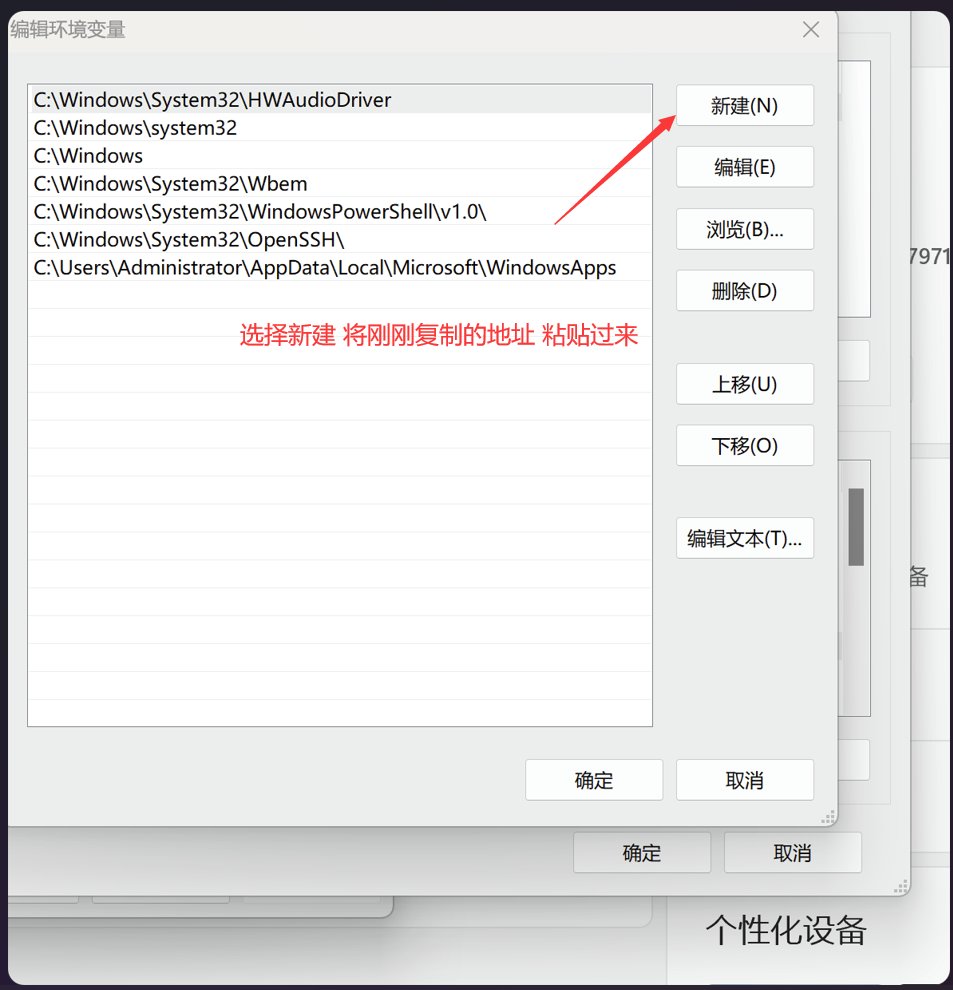 编辑环境变量
C:\Windows\System32\HWAudioDriver
C:\Windows\system32
C:\Windows
C:\Windows\System32\Wbem
C:\Windows\System32\WindowsPowerShell\v1.0\
C:\Windows\System32\OpenSSH\
C:\Users\Administrator\AppData\Local\Microsoft\WindowsApps
选择新建 将刚刚复制的地址 粘贴过来
新建(N)
编辑(E)
浏览(B)...
删除(D)
上移(U)
下移(O)
编辑文本(T)...
7971
备
确定
取消
确定
取消
个性化设备